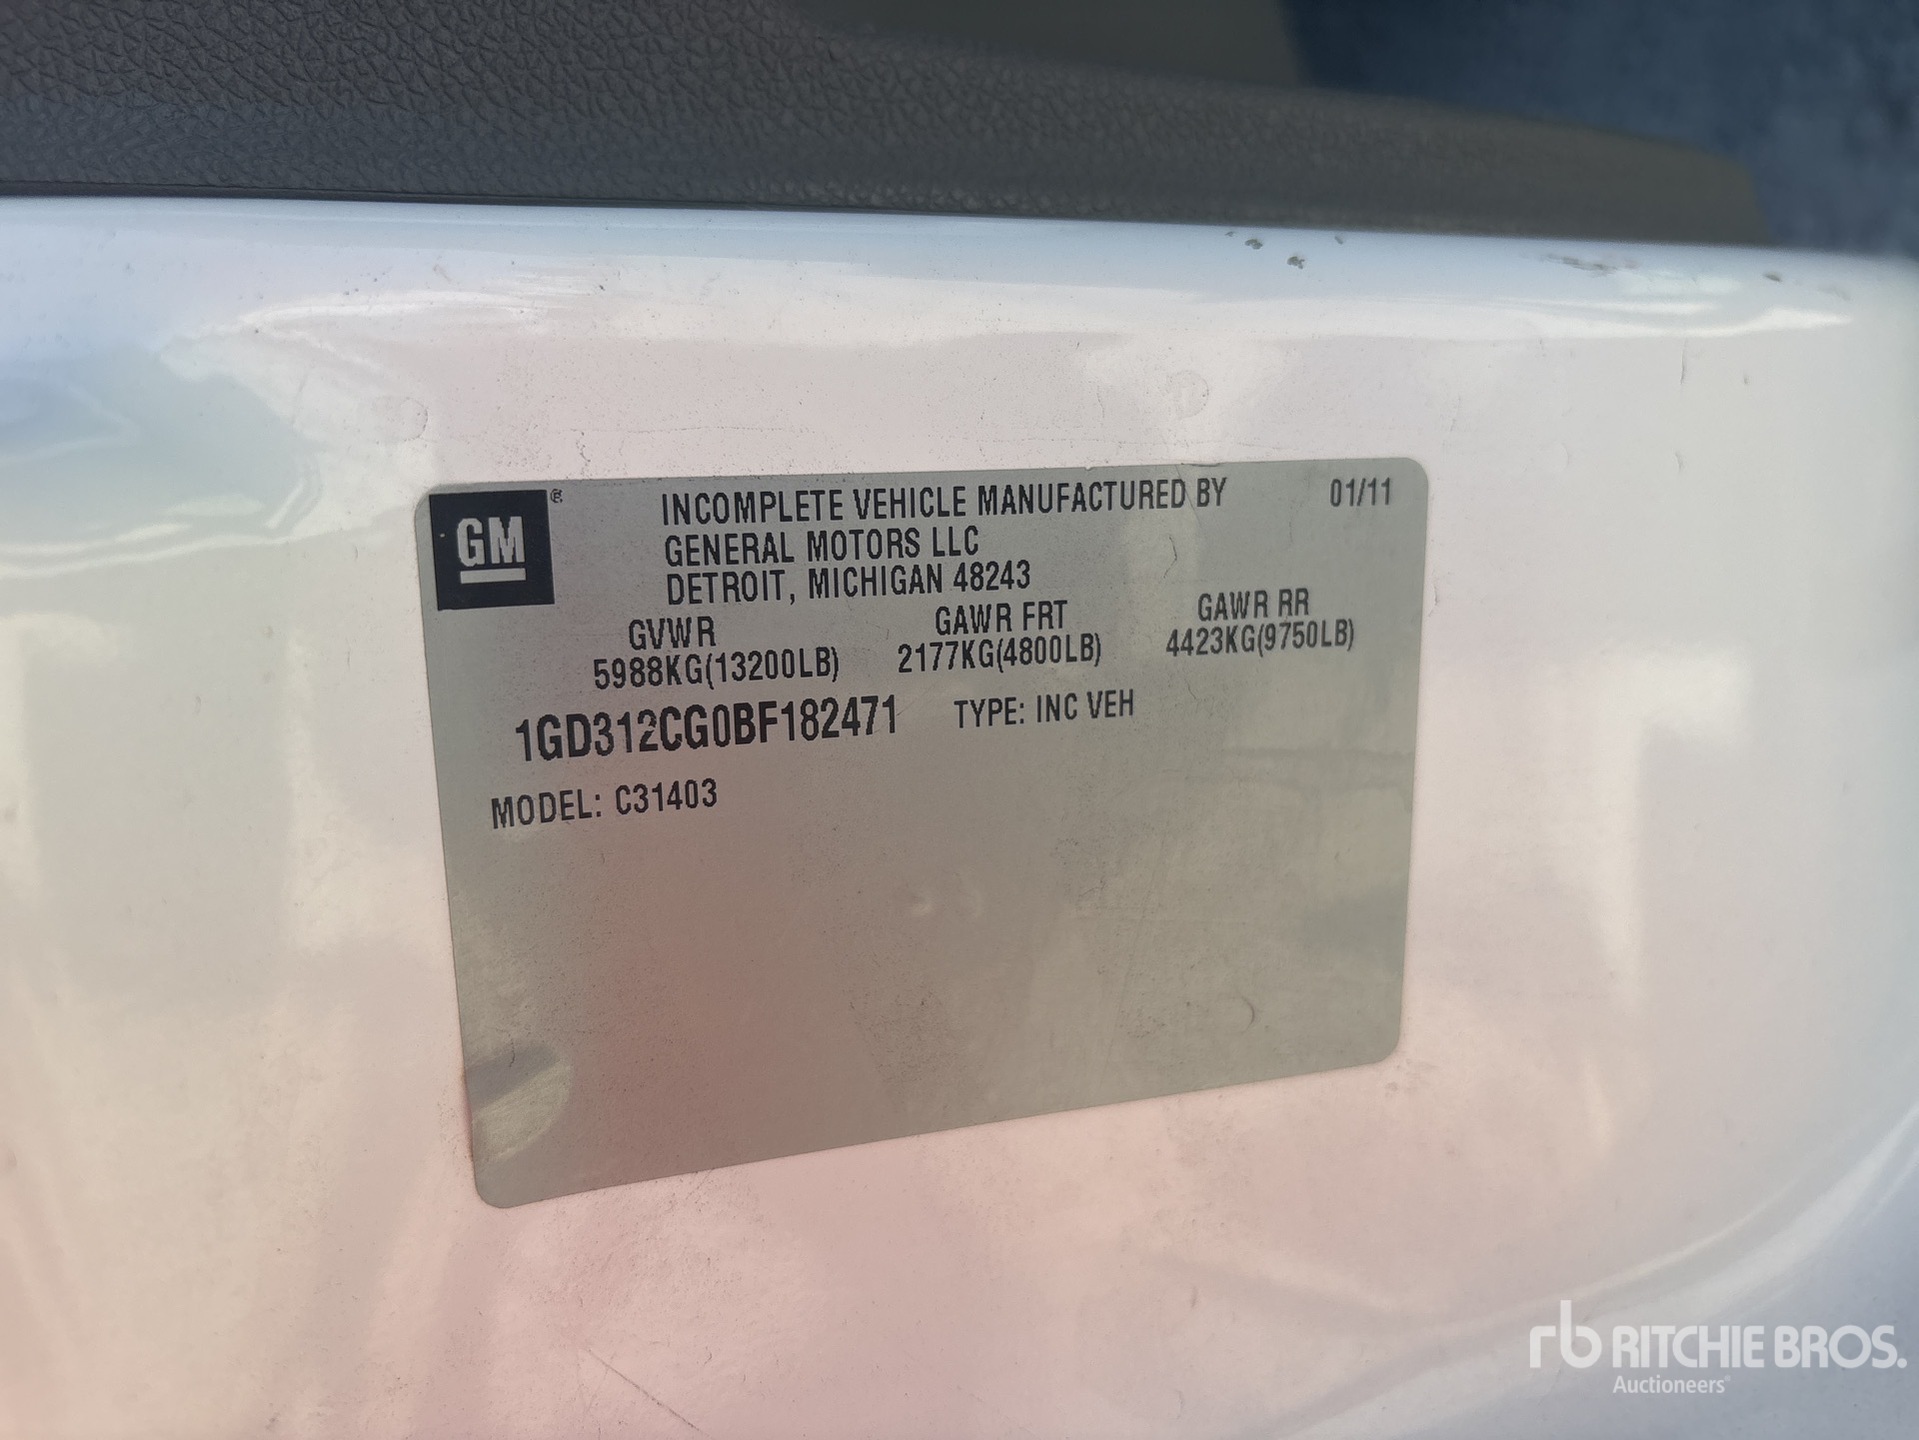 GM ® INCOMPLETE VEHICLE MANUFACTURED BY 01/11
GENERAL MOTORS LLC
DETROIT, MICHIGAN 48243
GVWR GAWR FRT GAWR RR
5988KG(13200LB) 2177KG(4800LB) 4423KG(9750LB)
1GD312CG0BF182471 TYPE: INC VEH
MODEL: C31403
rb RITCHIE BROS.
Auctioneers